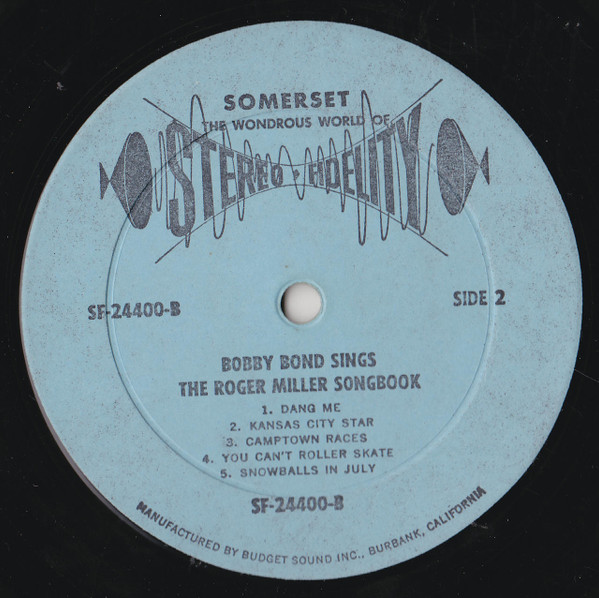 SOMERSET
THE WONDROUS WORLD OF
STEREO-FIDELITY
SF-24400-B
SIDE 2
BOBBY BOND SINGS
THE ROGER MILLER SONGBOOK
1. DANG ME
2. KANSAS CITY STAR
3. CAMPTOWN RACES
4. YOU CAN'T ROLLER SKATE
5. SNOWBALLS IN JULY
SF-24400-B
MANUFACTURED BY BUDGET SOUND INC., BURBANK, CALIFORNIA